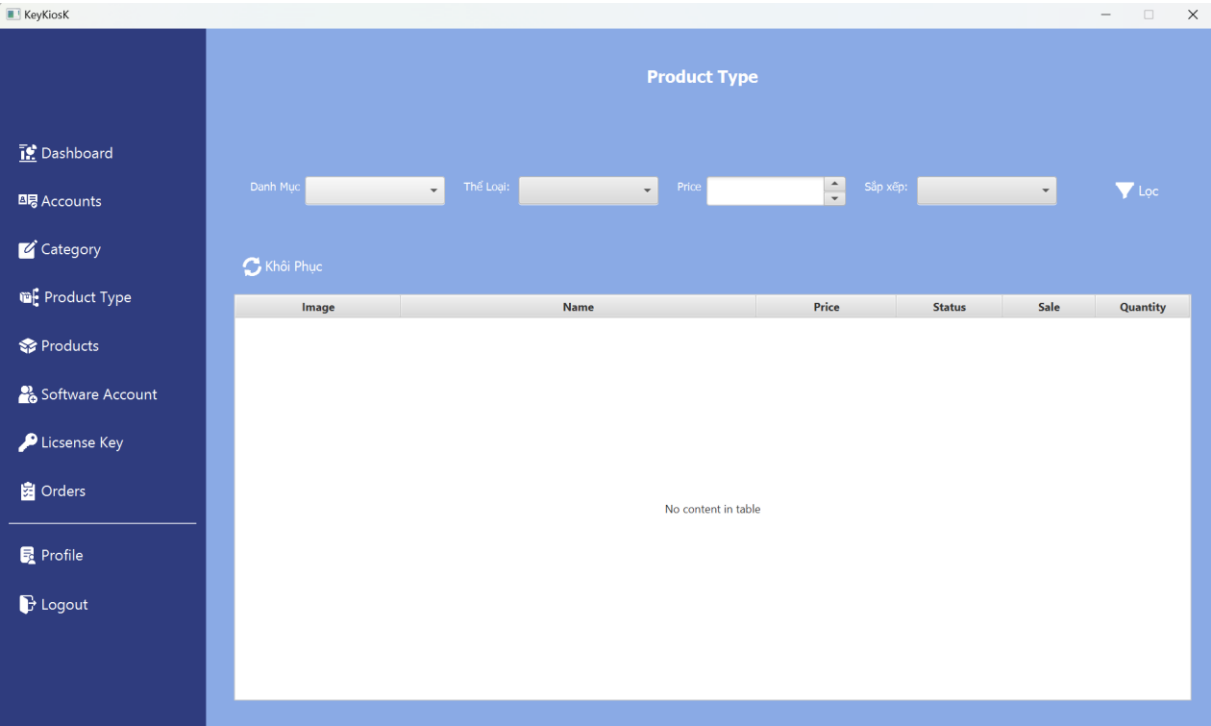 KeyKiosK
Product Type
Dashboard
Accounts
Category
Product Type
Products
Software Account
Licsense Key
Orders
Profile
Logout
Danh Mục
Thể Loại:
Price
Sắp xếp:
Lọc
Khôi Phục
Image Name Price Status Sale Quantity
No content in table